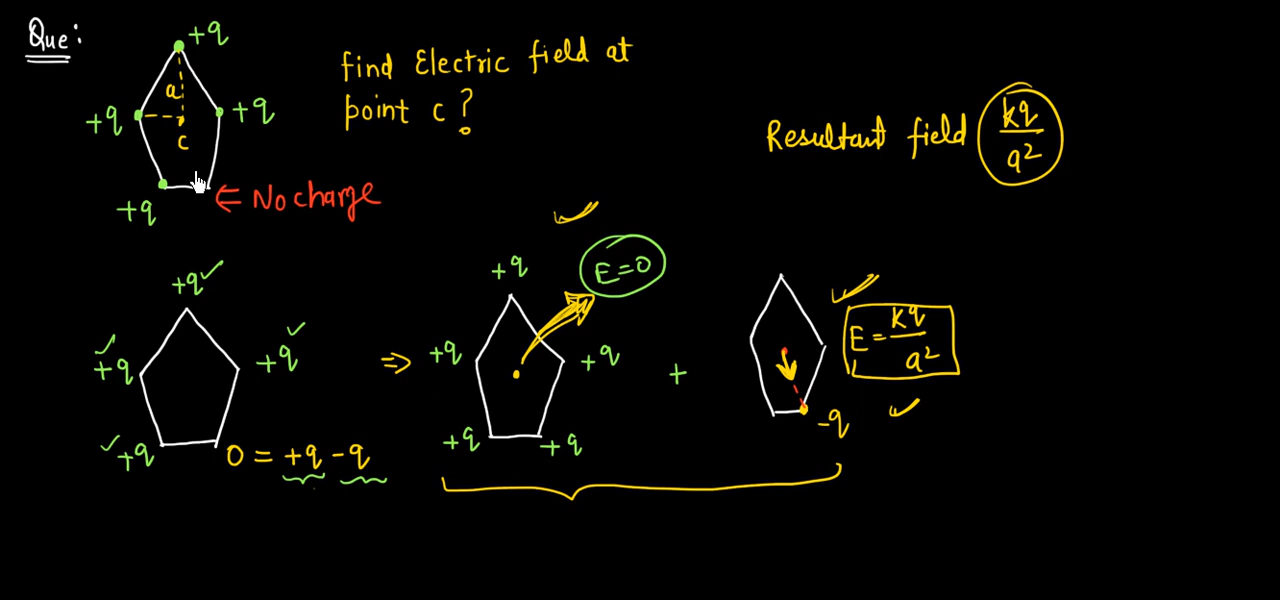 Que:
+q
find Electric field at
point c?
a
+q
+q
c
Resultant field kq/a²
+q
⇐ No charge
+q ✓
+q
E=0
✓ +q
+q ✓
⇒
+q
+q
+
E = kq/a²
✓ +q
0 = +q - q
+q
+q
-q